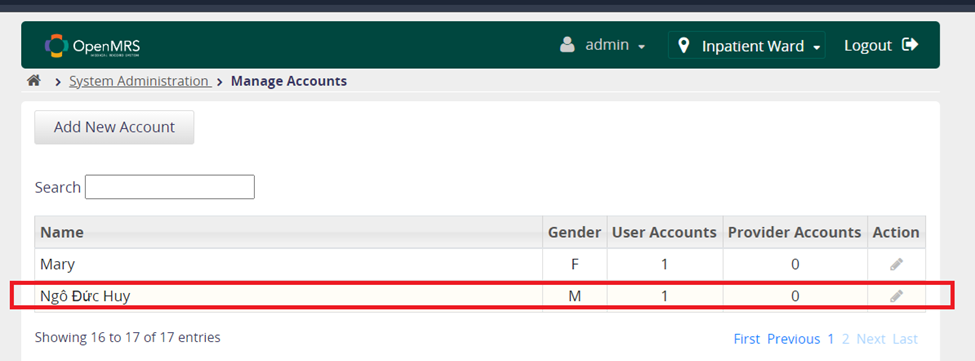 OpenMRS
admin
Inpatient Ward
Logout
System Administration
Manage Accounts
Add New Account
Search
Name Gender User Accounts Provider Accounts Action
Mary F 1 0
Ngô Đức Huy M 1 0
Showing 16 to 17 of 17 entries
First Previous 1 2 Next Last